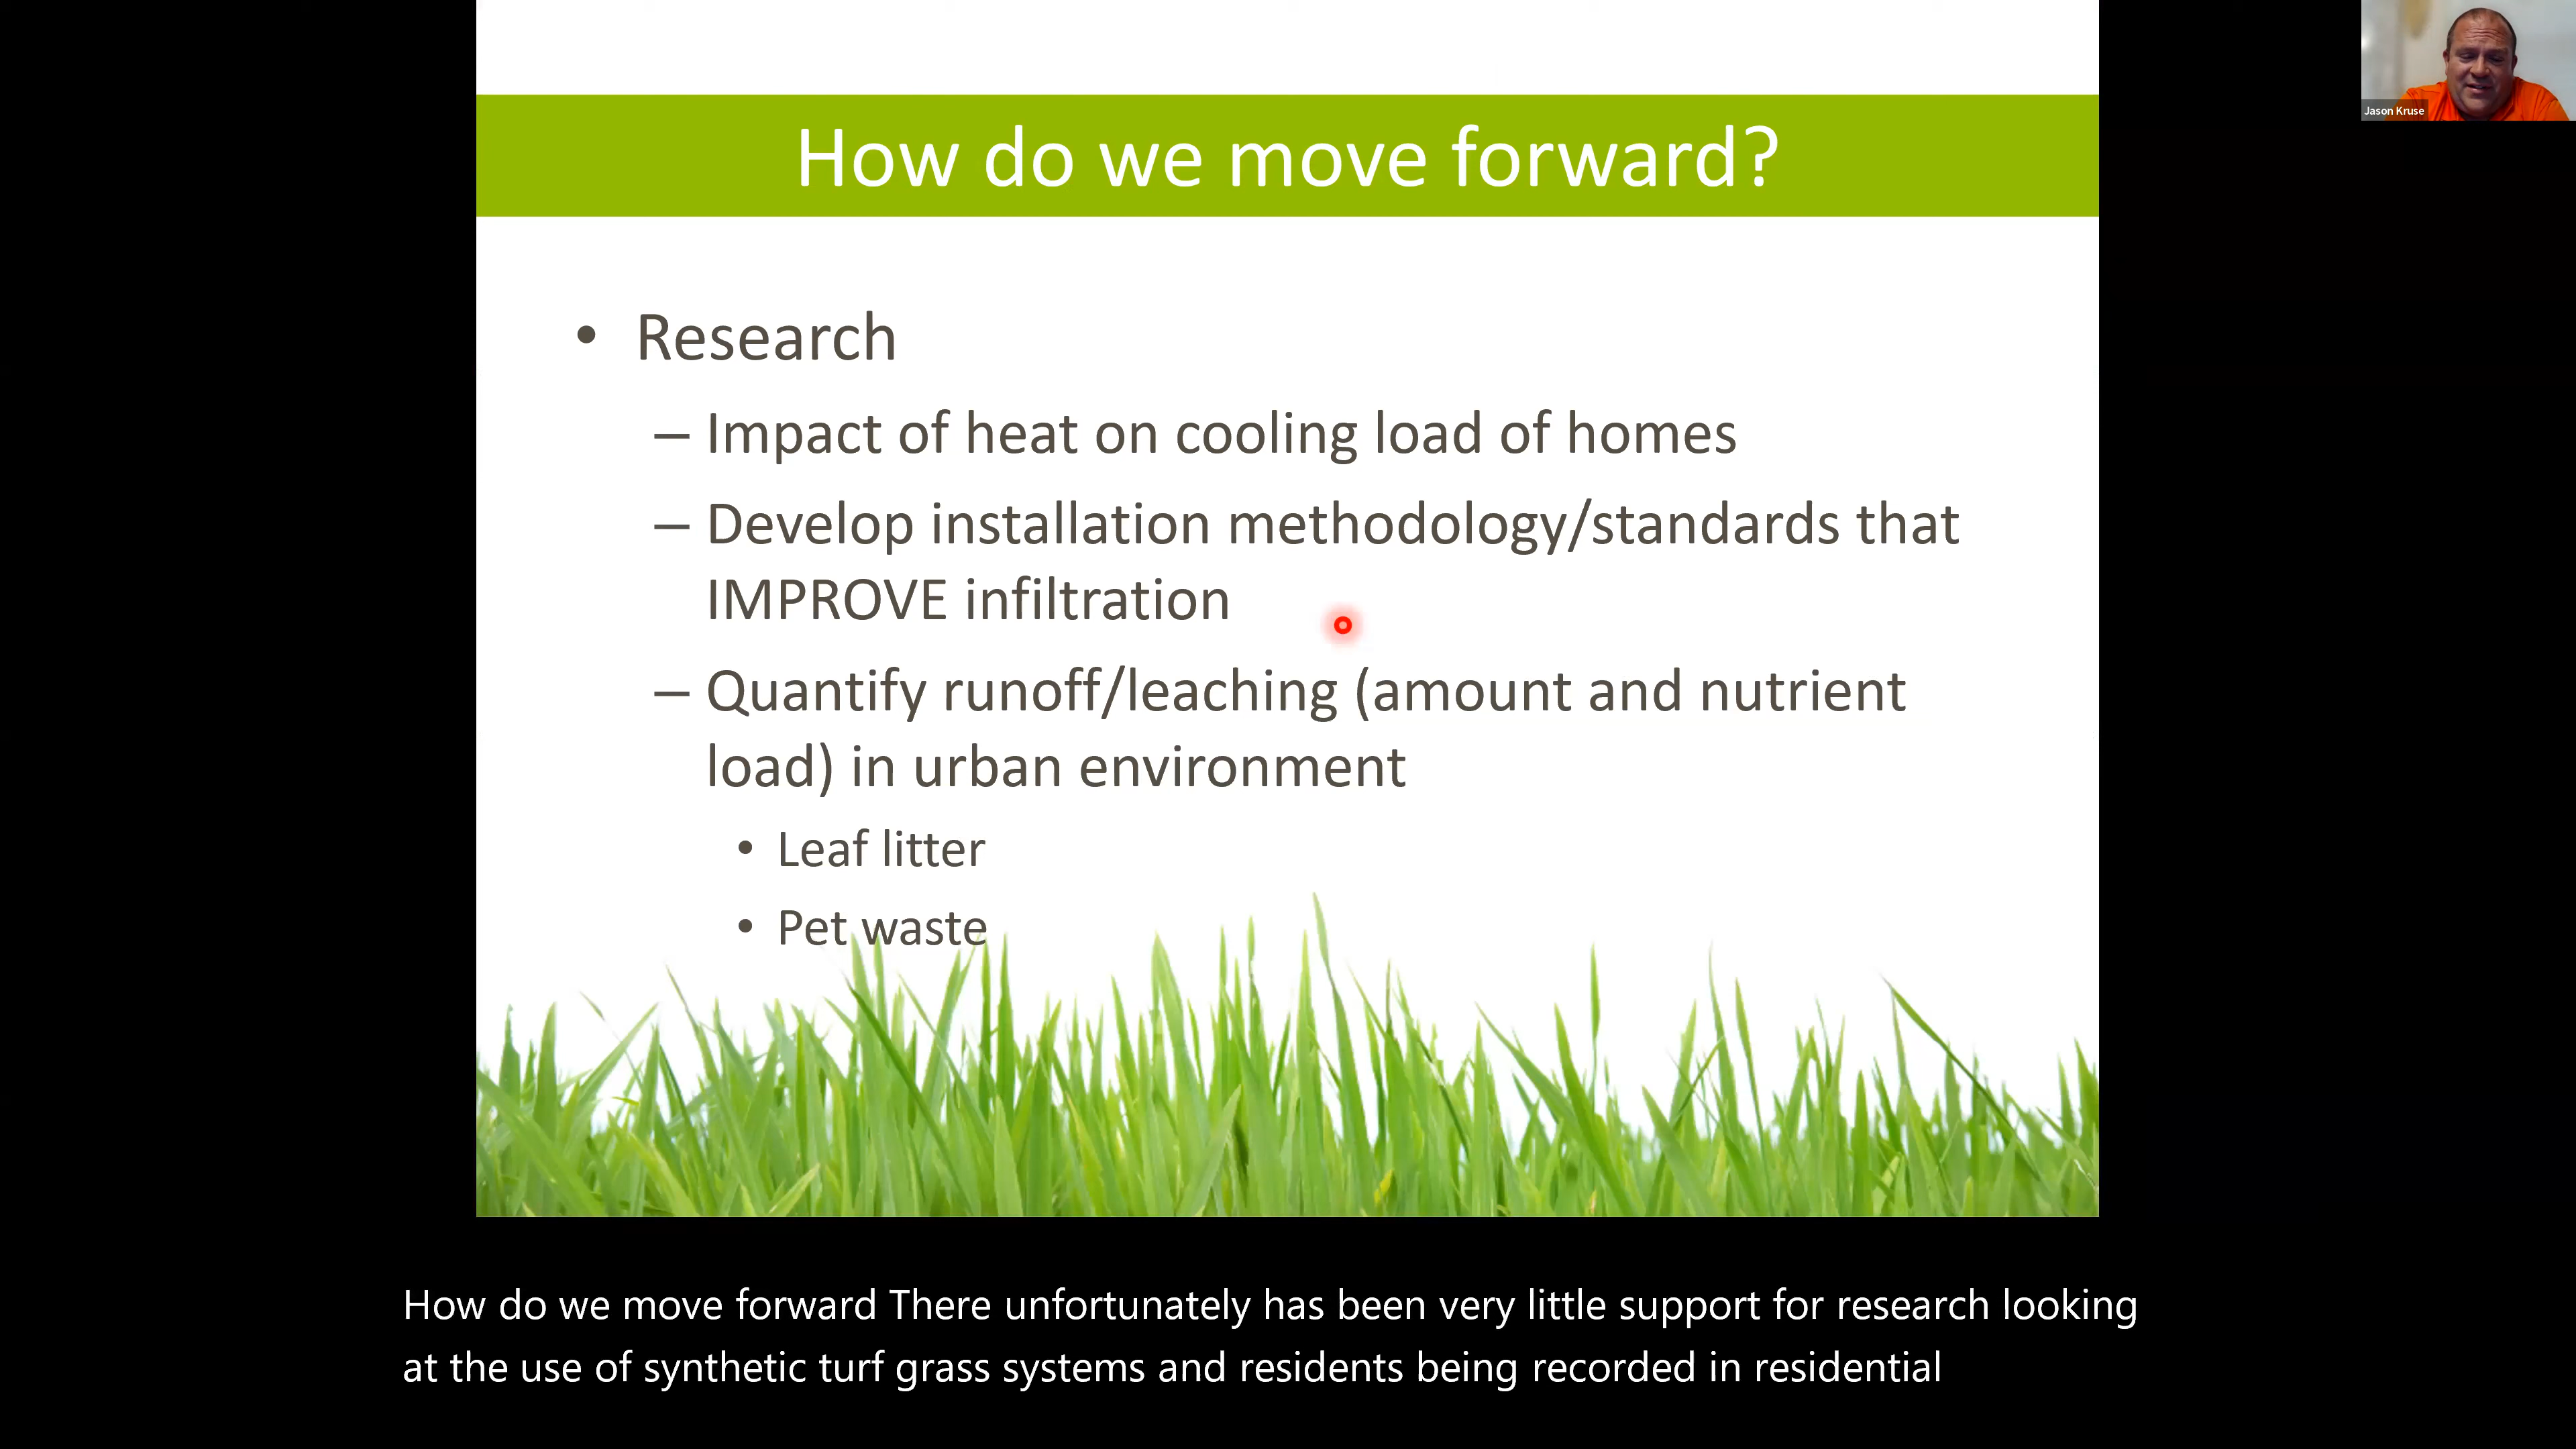 How do we move forward?
Jason Kruse
• Research
– Impact of heat on cooling load of homes
– Develop installation methodology/standards that
IMPROVE infiltration
– Quantify runoff/leaching (amount and nutrient
load) in urban environment
• Leaf litter
• Pet waste
How do we move forward There unfortunately has been very little support for research looking
at the use of synthetic turf grass systems and residents being recorded in residential